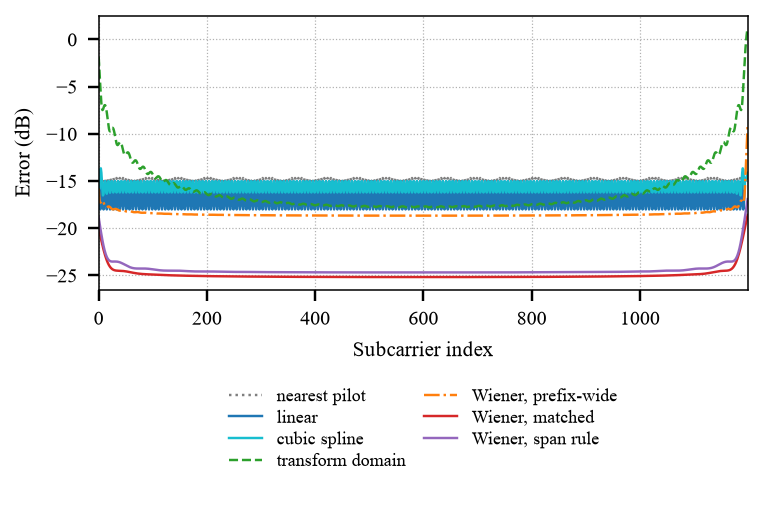 Error (dB)
0
−5
−10
−15
−20
−25
0 200 400 600 800 1000
Subcarrier index
nearest pilot
linear
cubic spline
transform domain
Wiener, prefix-wide
Wiener, matched
Wiener, span rule